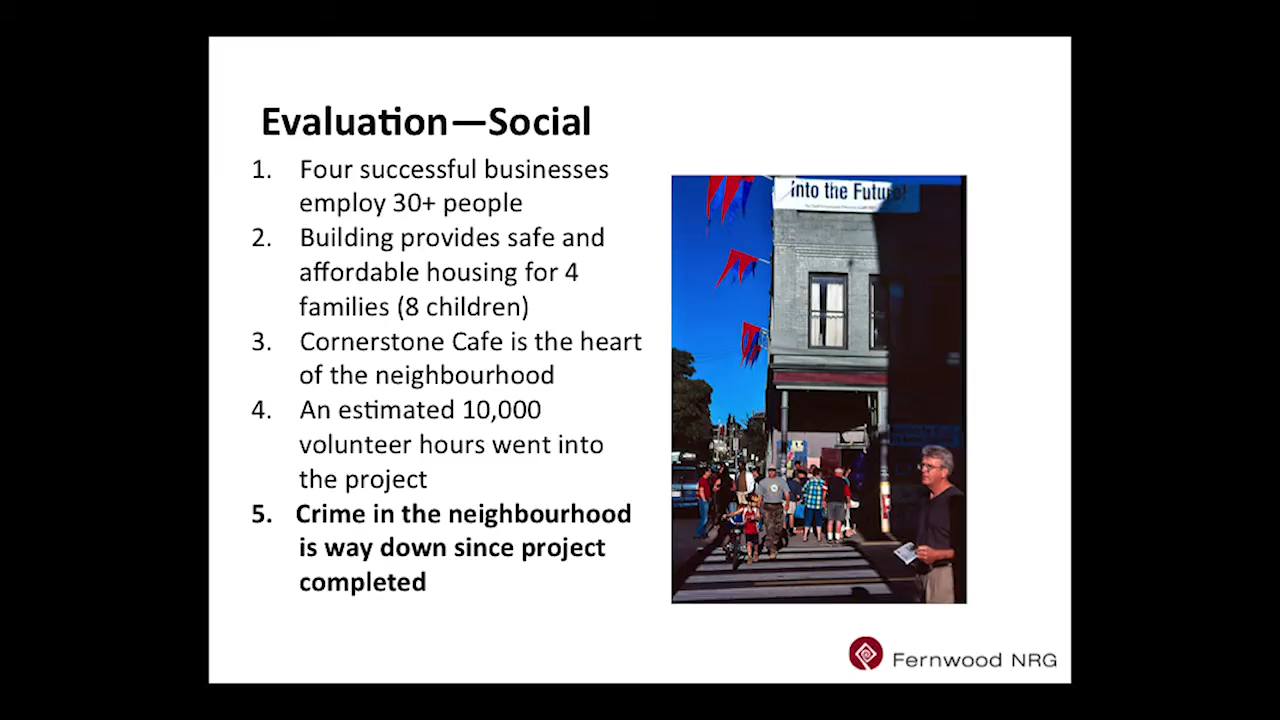 Evaluation—Social
1. Four successful businesses
employ 30+ people
2. Building provides safe and
affordable housing for 4
families (8 children)
3. Cornerstone Cafe is the heart
of the neighbourhood
4. An estimated 10,000
volunteer hours went into
the project
5. Crime in the neighbourhood
is way down since project
completed
Into the Future!
Fernwood NRG